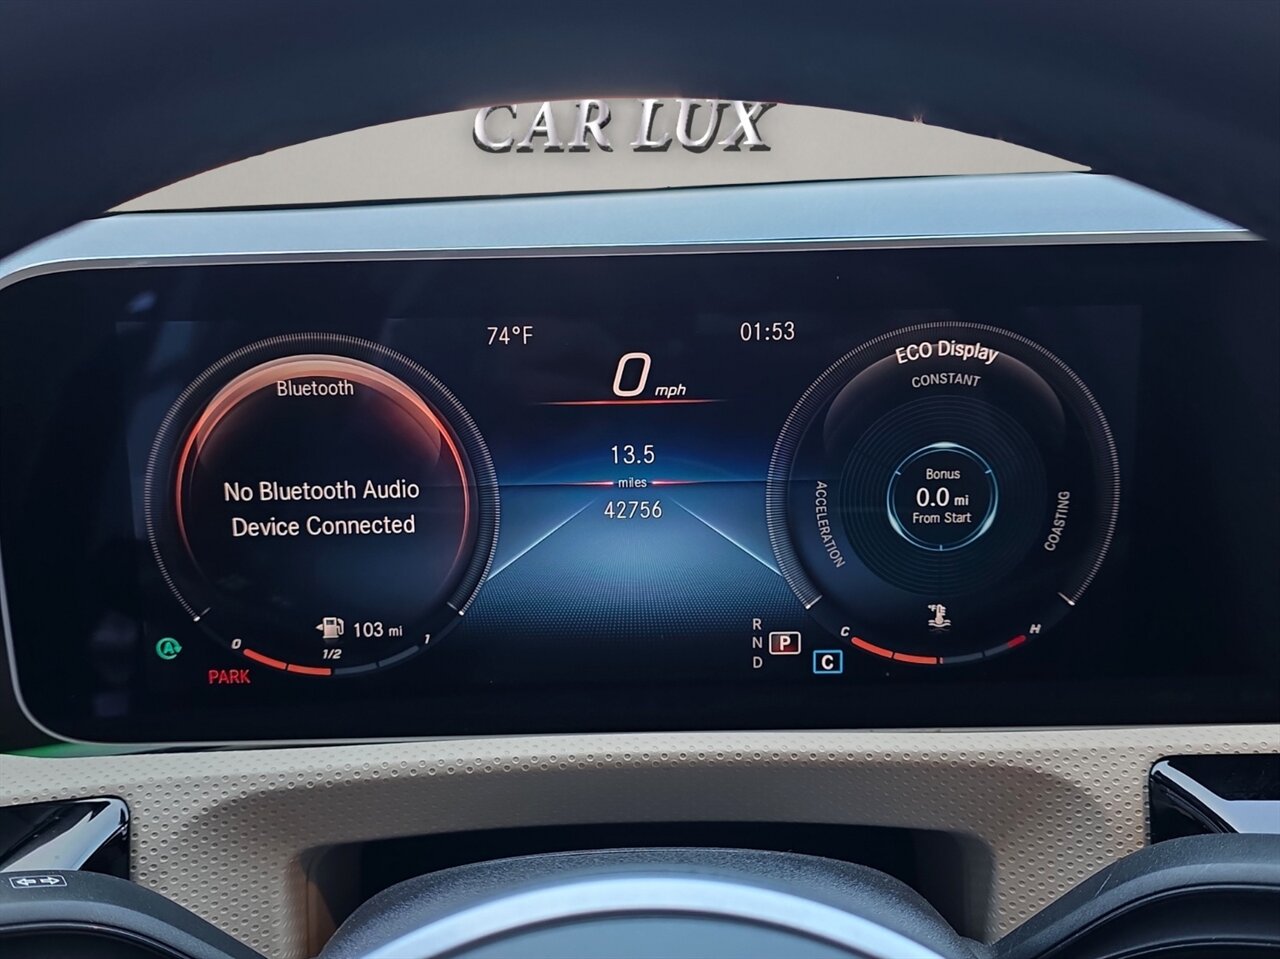 CAR LUX
74°F
01:53
0 mph
Bluetooth
No Bluetooth Audio
Device Connected
13.5
miles
42756
ECO Display
CONSTANT
ACCELERATION
COASTING
Bonus
0.0 mi
From Start
103 mi
0
1/2
1
A
PARK
R
N
D
P
C
C
H
°F